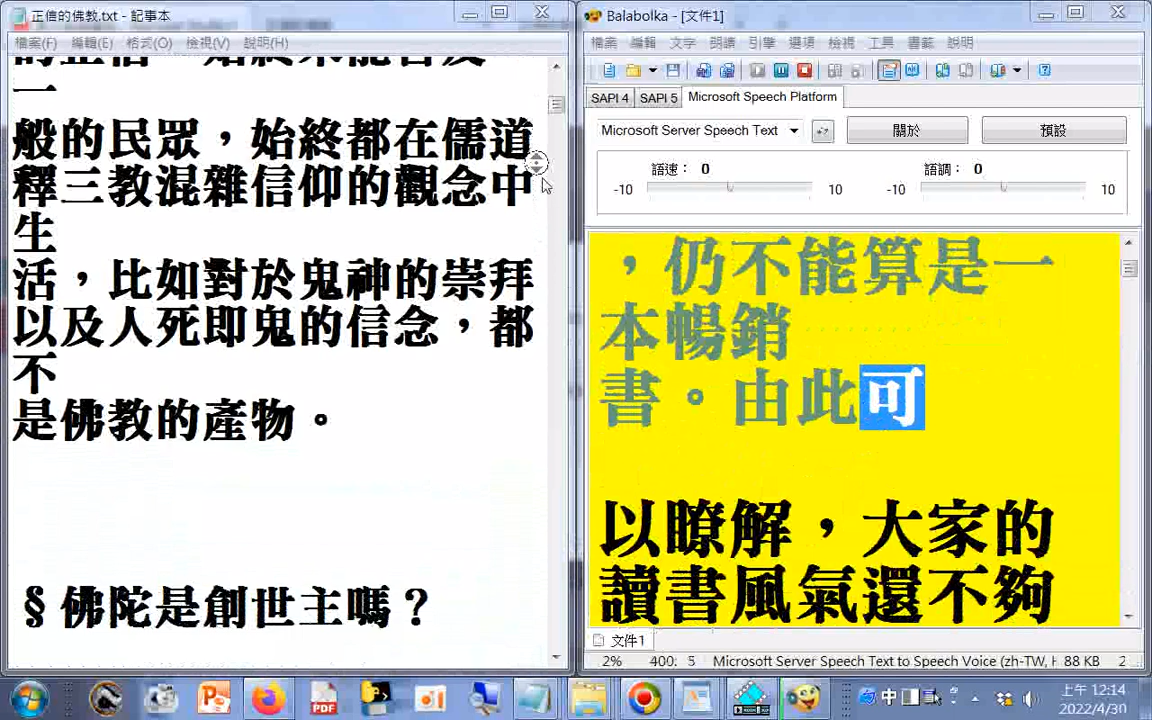 正信的佛教.txt - 記事本
檔案(F) 編輯(E) 格式(O) 檢視(V) 說明(H)
一
般的民眾，始終都在儒道
釋三教混雜信仰的觀念中
生
活，比如對於鬼神的崇拜
以及人死即鬼的信念，都
不
是佛教的產物。
§佛陀是創世主嗎？
Balabolka - [文件1]
檔案 編輯 文字 朗讀 引擎 選項 檢視 工具 書籤 說明
SAPI 4 SAPI 5 Microsoft Speech Platform
Microsoft Server Speech Text 關於 預設
語速： 0 語調： 0
-10 10 -10 10
，仍不能算是一
本暢銷
書。由此可
以瞭解，大家的
讀書風氣還不夠
文件1
2% 400: 5 Microsoft Server Speech Text to Speech Voice (zh-TW, H 88 KB 2
PDF 中 上午 12:14
2022/4/30